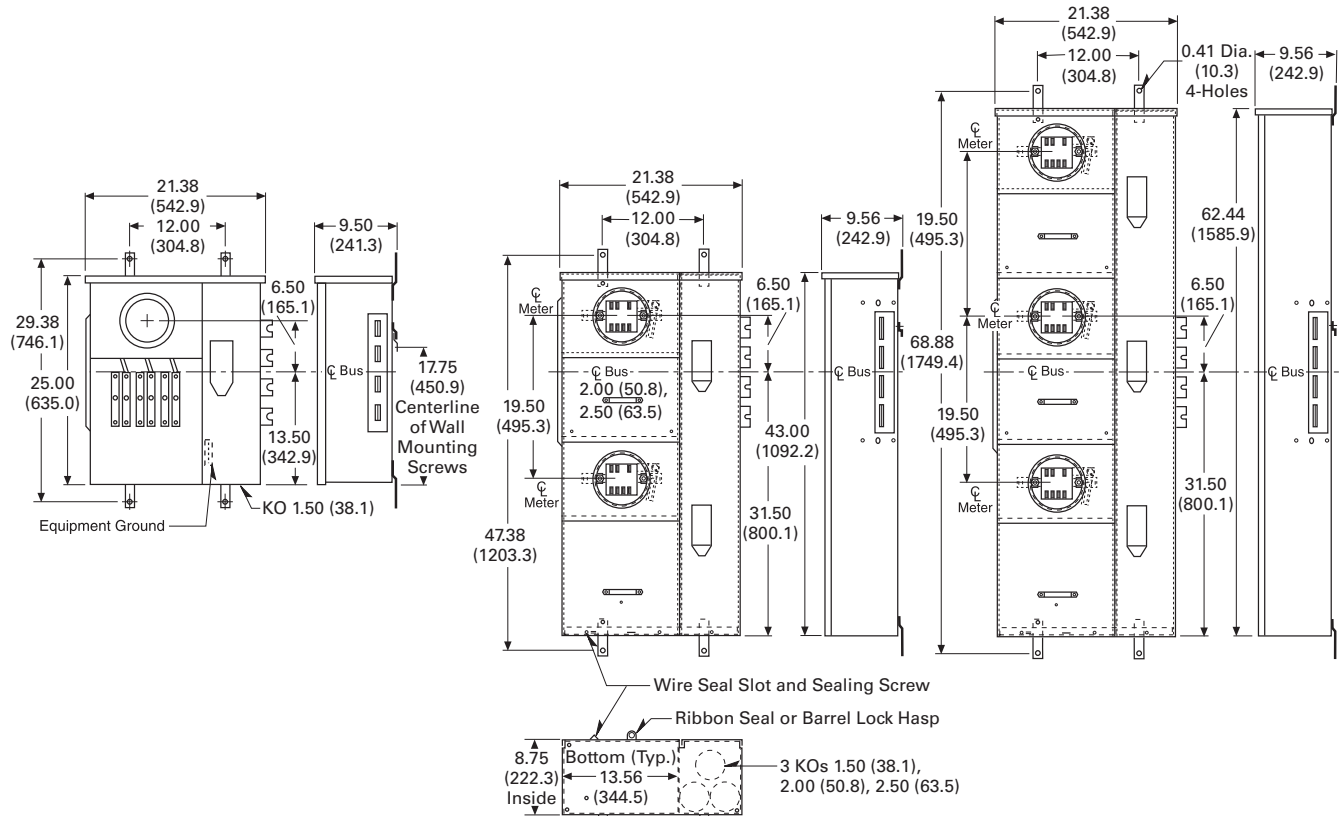 21.38
(542.9)
12.00
(304.8)
9.50
(241.3)
6.50
(165.1)
29.38
(746.1)
25.00
(635.0)
℄ Bus
17.75
(450.9)
Centerline
of Wall
Mounting
Screws
13.50
(342.9)
KO 1.50 (38.1)
Equipment Ground
21.38
(542.9)
12.00
(304.8)
9.56
(242.9)
℄
Meter
6.50
(165.1)
℄ Bus
2.00 (50.8),
2.50 (63.5)
19.50
(495.3)
43.00
(1092.2)
℄
Meter
31.50
(800.1)
47.38
(1203.3)
21.38
(542.9)
12.00
(304.8)
0.41 Dia.
(10.3)
4-Holes
9.56
(242.9)
℄
Meter
19.50
(495.3)
62.44
(1585.9)
℄
Meter
6.50
(165.1)
68.88
(1749.4)
℄ Bus
℄ Bus
19.50
(495.3)
℄
Meter
31.50
(800.1)
Wire Seal Slot and Sealing Screw
Ribbon Seal or Barrel Lock Hasp
8.75
(222.3)
Inside
Bottom (Typ.)
13.56
(344.5)
3 KOs 1.50 (38.1),
2.00 (50.8), 2.50 (63.5)